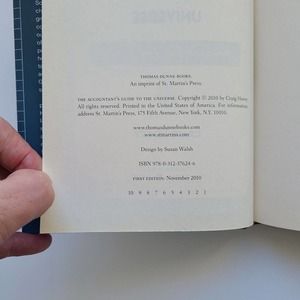 UNIVERSE
THOMAS DUNNE BOOKS.
An imprint of St. Martin's Press.
THE ACCOUNTANT'S GUIDE TO THE UNIVERSE. Copyright © 2010 by Craig Hovey.
All rights reserved. Printed in the United States of America. For information,
address St. Martin's Press, 175 Fifth Avenue, New York, N.Y. 10010.
www.thomasdunnebooks.com
www.stmartins.com
Design by Susan Walsh
ISBN 978-0-312-37624-6
FIRST EDITION: November 2010
10 9 8 7 6 5 4 3 2 1